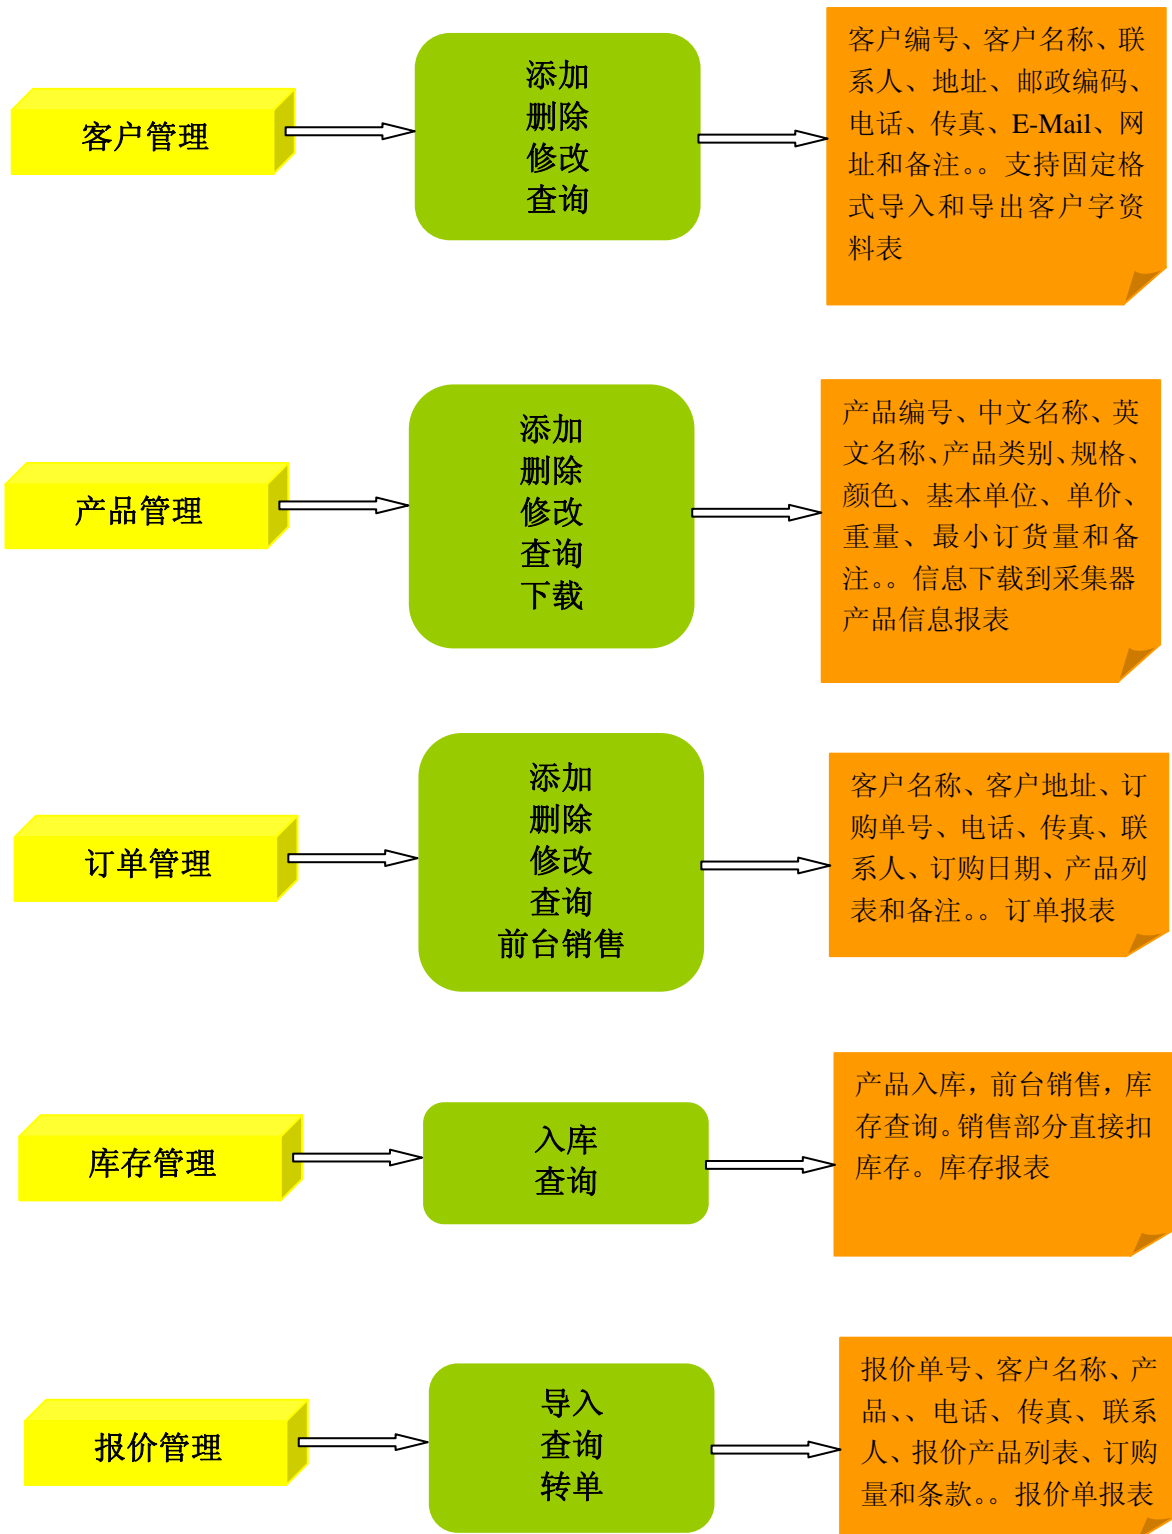 客户管理
添加
删除
修改
查询
客户编号、客户名称、联
系人、地址、邮政编码、
电话、传真、E-Mail、网
址和备注。。支持固定格
式导入和导出客户字资
料表
产品管理
添加
删除
修改
查询
下载
产品编号、中文名称、英
文名称、产品类别、规格、
颜色、基本单位、单价、
重量、最小订货量和备
注。。信息下载到采集器
产品信息报表
订单管理
添加
删除
修改
查询
前台销售
客户名称、客户地址、订
购单号、电话、传真、联
系人、订购日期、产品列
表和备注。。订单报表
库存管理
入库
查询
产品入库，前台销售，库
存查询。销售部分直接扣
库存。库存报表
报价管理
导入
查询
转单
报价单号、客户名称、产
品、、电话、传真、联系
人、报价产品列表、订购
量和条款。。报价单报表